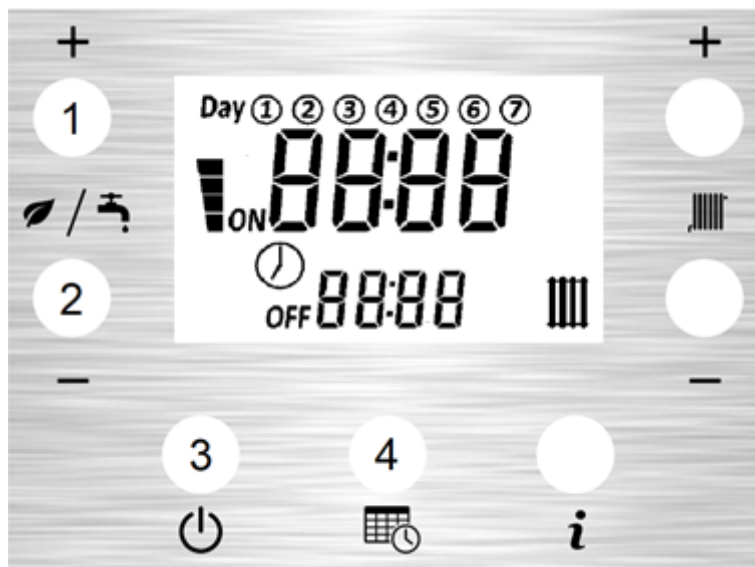 + +
1
Day ① ② ③ ④ ⑤ ⑥ ⑦
ON 88:88
/
2
OFF 88:88
− −
3 4
i